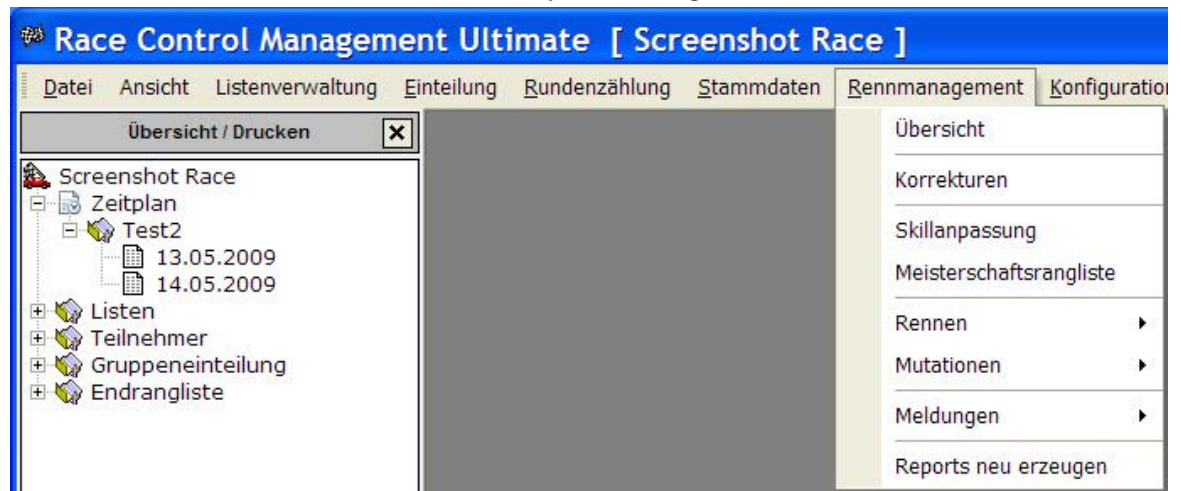 Race Control Management Ultimate [ Screenshot Race ]
Datei Ansicht Listenverwaltung Einteilung Rundenzählung Stammdaten Rennmanagement Konfiguration
Übersicht / Drucken
Screenshot Race
Zeitplan
Test2
13.05.2009
14.05.2009
Listen
Teilnehmer
Gruppeneinteilung
Endrangliste
Übersicht
Korrekturen
Skillanpassung
Meisterschaftsrangliste
Rennen
Mutationen
Meldungen
Reports neu erzeugen